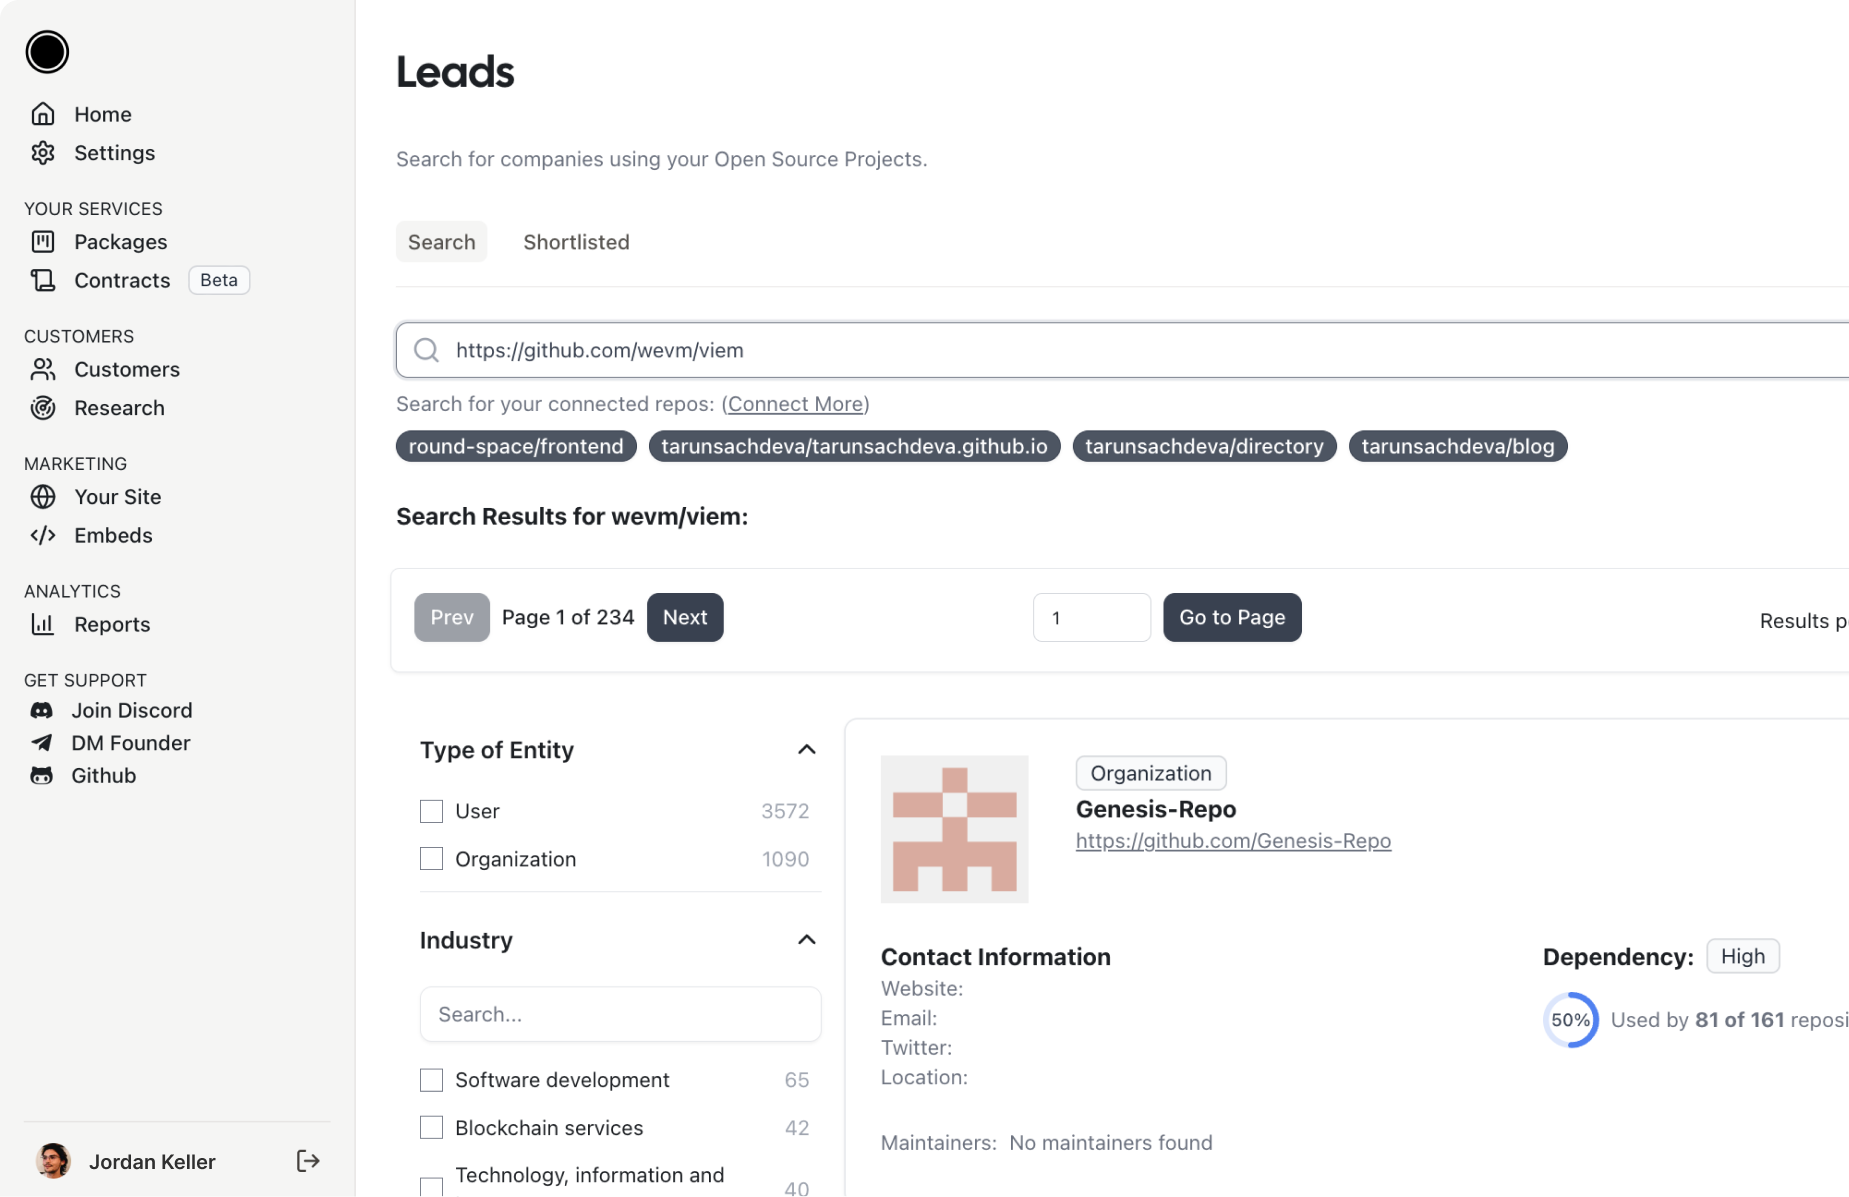 Home
Settings
YOUR SERVICES
Packages
Contracts Beta
CUSTOMERS
Customers
Research
MARKETING
Your Site
Embeds
ANALYTICS
Reports
GET SUPPORT
Join Discord
DM Founder
Github
Jordan Keller
Leads
Search for companies using your Open Source Projects.
Search Shortlisted
https://github.com/wevm/viem
Search for your connected repos: (Connect More)
round-space/frontend tarunsachdeva/tarunsachdeva.github.io tarunsachdeva/directory tarunsachdeva/blog
Search Results for wevm/viem:
Prev Page 1 of 234 Next 1 Go to Page Results
Type of Entity
User 3572
Organization 1090
Industry
Search...
Software development 65
Blockchain services 42
Technology, information and
40
Organization
Genesis-Repo
https://github.com/Genesis-Repo
Contact Information
Website:
Email:
Twitter:
Location:
Maintainers: No maintainers found
Dependency: High
50% Used by 81 of 161